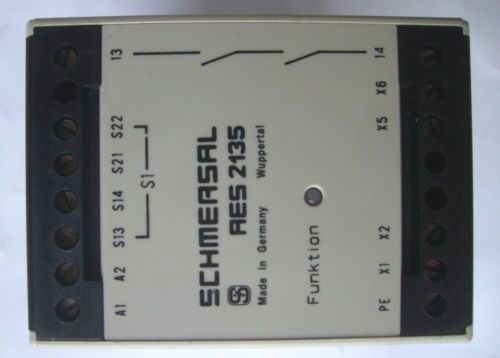 13
14
S22
S21
S14
S13
A2
A1
S1
SCHMERSAL
AES 2135
Made in Germany Wuppertal
Funktion
X6
X5
X2
X1
PE